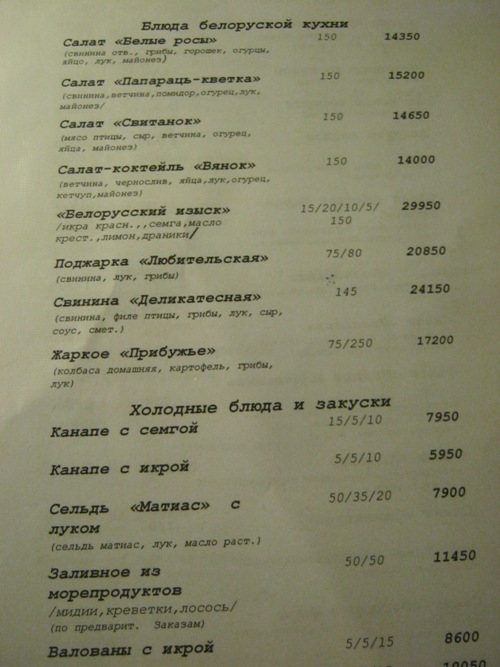 Блюда белоруской кухни
Салат «Белые росы» 150 14350
(свинина отв., грибы, горошек, огурцы,
яйцо, лук, майонез)
Салат «Папараць-кветка» 150 15200
(свинина,ветчина,помидор,огурец,лук,
майонез/
Салат «Свитанок» 150 14650
(мясо птицы, сыр, ветчина, огурец,
яйца, майонез)
Салат-коктейль «Вянок» 150 14000
(ветчина, чернослив, яйца,лук,огурец,
кетчуп,майонез)
«Белорусский изыск» 15/20/10/5/ 29950
/икра красн.,,семга,масло 150
крест.,лимон,драники/
Поджарка «Любительская» 75/80 20850
(свинина, лук, грибы)
Свинина «Деликатесная» 145 24150
(свинина, филе птицы, грибы, лук, сыр,
соус, смет.)
Жаркое «Прибужье» 75/250 17200
(колбаса домашняя, картофель, грибы,
лук)
Холодные блюда и закуски
Канапе с семгой 15/5/10 7950
Канапе с икрой 5/5/10 5950
Сельдь «Матиас» с 50/35/20 7900
луком
(сельдь матиас, лук, масло раст.)
Заливное из 50/50 11450
морепродуктов
/мидии,креветки,лосось/
(по предварит. Заказам)
Валованы с икрой 5/5/15 8600